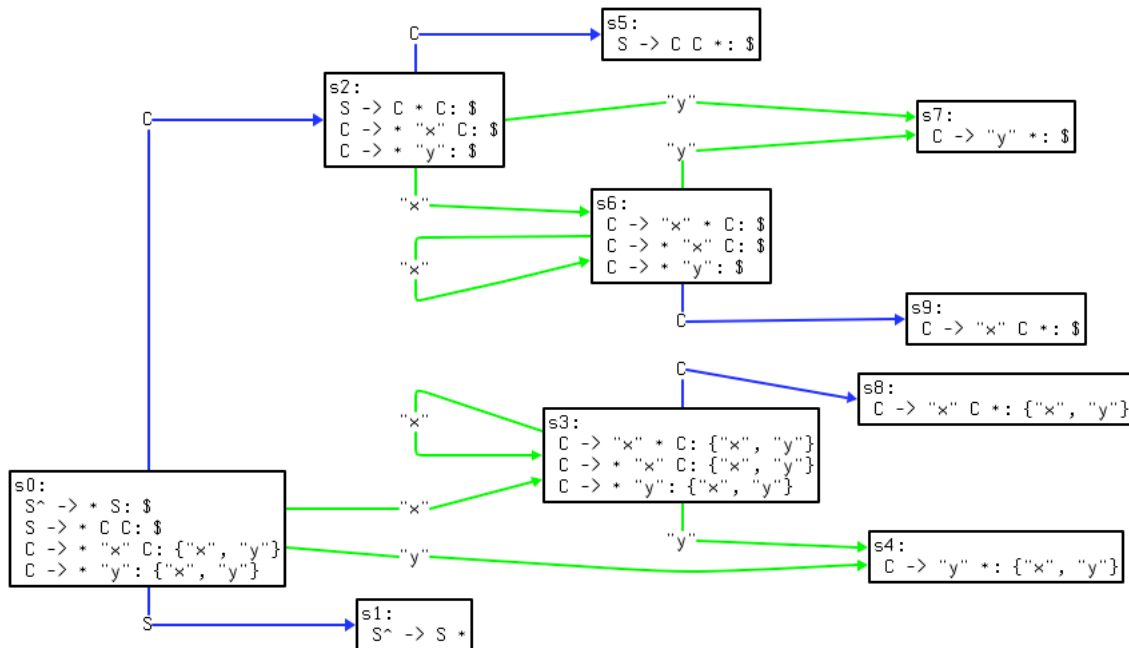 s5:
S -> C C *: $
C
s2:
S -> C * C: $
C -> * "x" C: $
C -> * "y": $
"y"
s7:
C -> "y" *: $
C
"y"
"x"
s6:
C -> "x" * C: $
C -> * "x" C: $
C -> * "y": $
"x"
s9:
C -> "x" C *: $
C
C
s8:
C -> "x" C *: {"x", "y"}
"x"
s3:
C -> "x" * C: {"x", "y"}
C -> * "x" C: {"x", "y"}
C -> * "y": {"x", "y"}
s0:
S^ -> * S: $
S -> * C C: $
C -> * "x" C: {"x", "y"}
C -> * "y": {"x", "y"}
"x"
"y"
"y"
s4:
C -> "y" *: {"x", "y"}
S
s1:
S^ -> S *